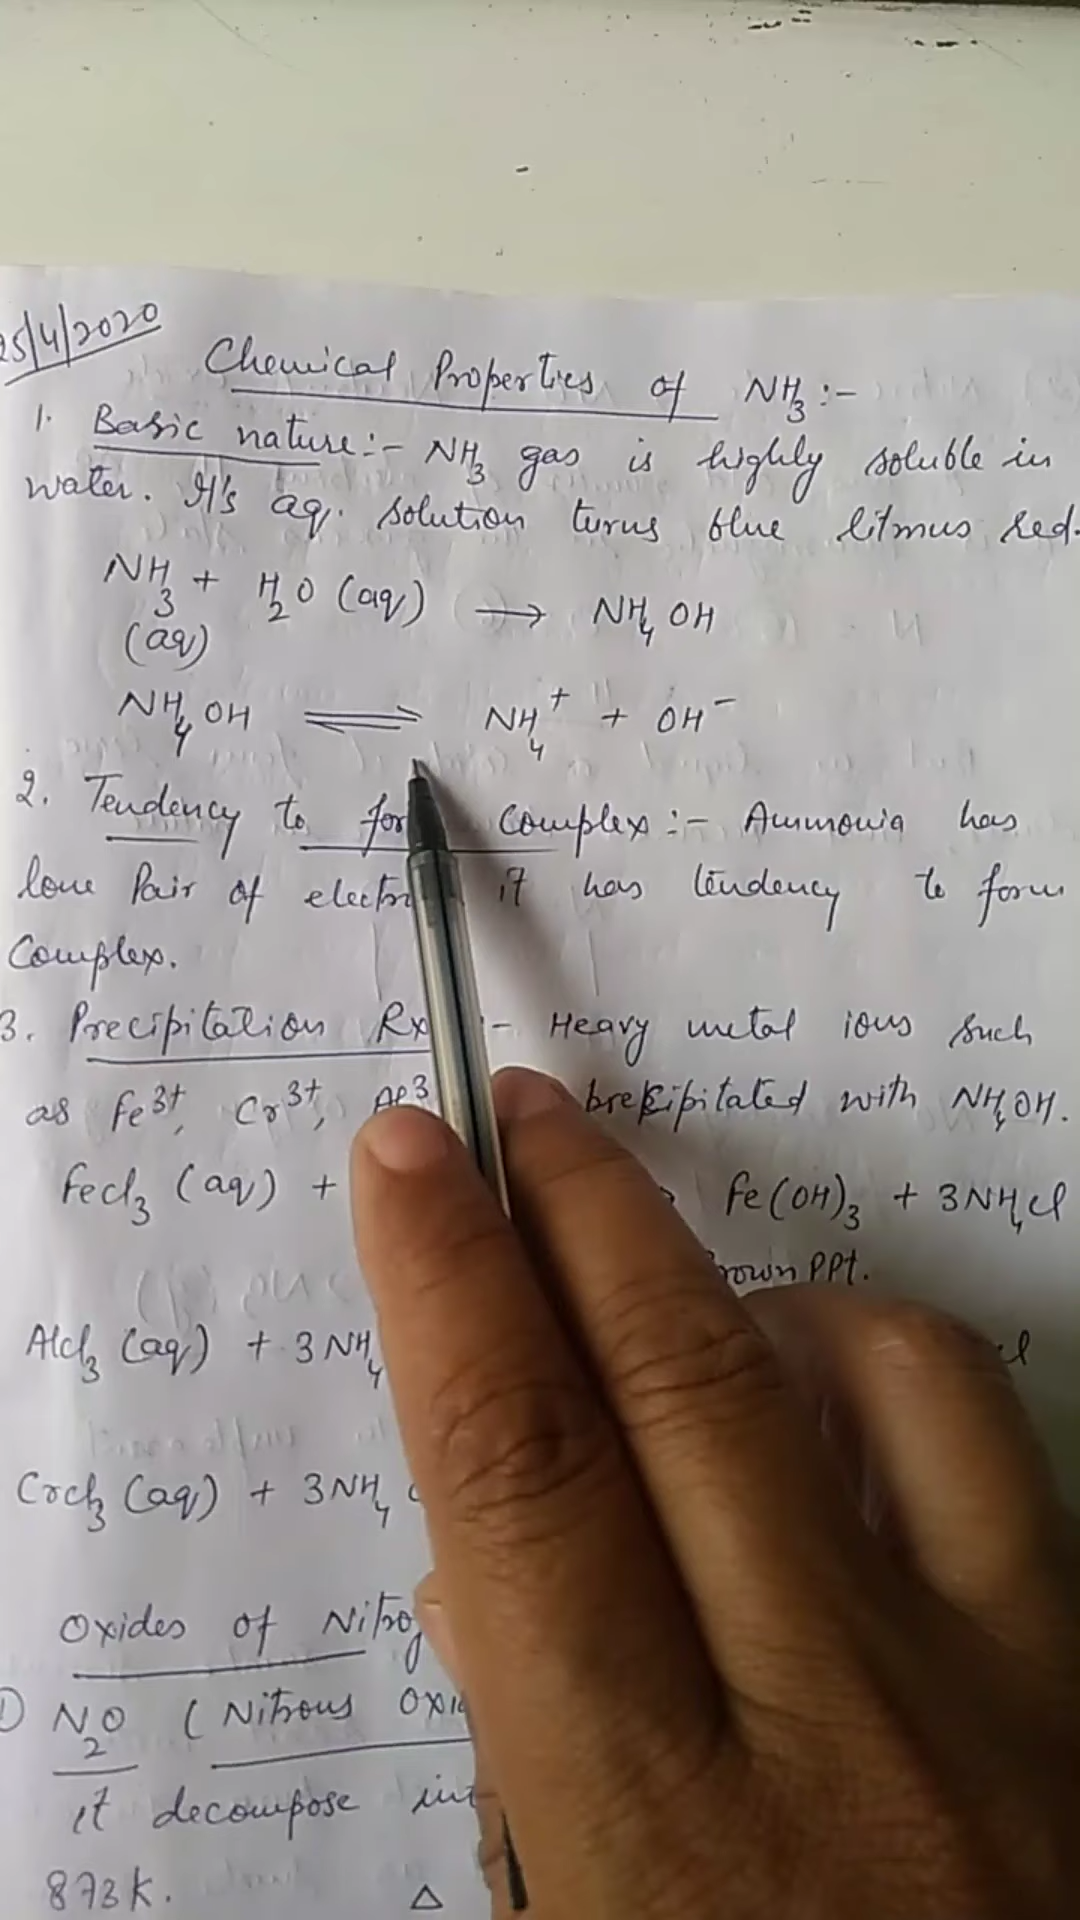 25/4/2020
Chemical Properties of NH3 :-
1. Basic nature :- NH3 gas is highly soluble in
water. It's aq. solution turns blue litmus red.
NH3 + H2O (aq) → NH4OH
(aq)
NH4OH ⇌ NH4+ + OH-
2. Tendency to for Complex :- Ammonia has
lone Pair of electr it has tendency to form
Complex.
3. Precipitation Rx :- Heavy metal ions such
as Fe3+, Cr3+, Al3 precipitated with NH4OH.
FeCl3 (aq) + Fe(OH)3 + 3NH4Cl
rown PPt.
AlCl3 (aq) + 3NH4 cl
CrCl3 (aq) + 3NH4
Oxides of Nitro
① N2O (Nitrous Oxi
it decompose int
873K. Δ